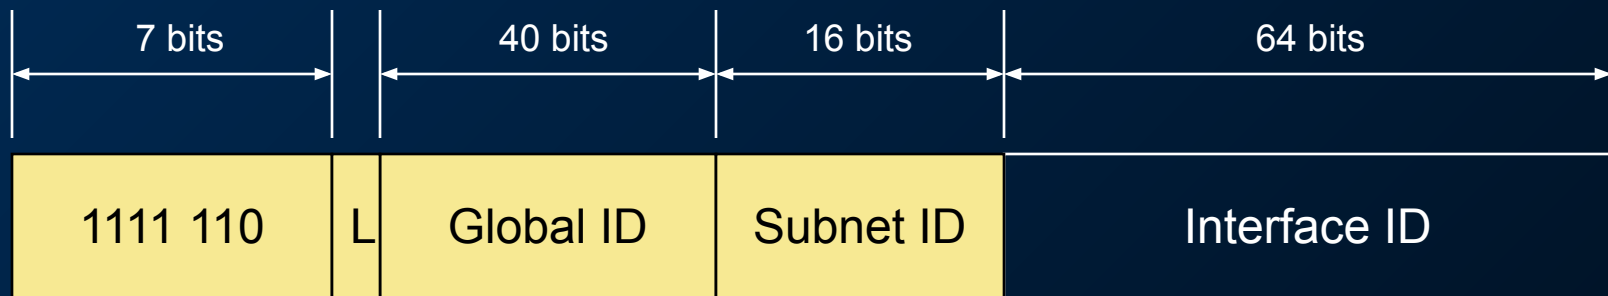 7 bits 40 bits 16 bits 64 bits
1111 110 L Global ID Subnet ID Interface ID